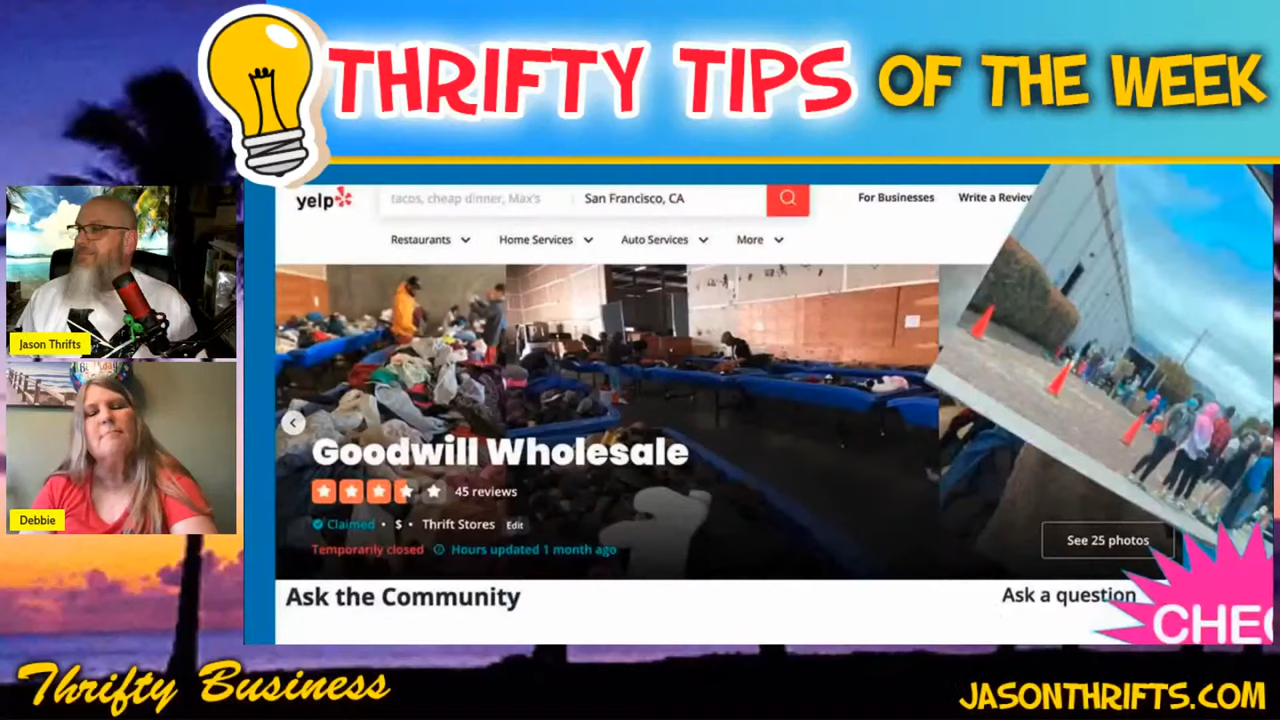 THRIFTY TIPS OF THE WEEK
yelp
tacos, cheap dinner, Max's
San Francisco, CA
For Businesses
Write a Review
Restaurants
Home Services
Auto Services
More
Jason Thrifts
Debbie
Goodwill Wholesale
45 reviews
Claimed • $ • Thrift Stores Edit
Temporarily closed Hours updated 1 month ago
See 25 photos
Ask the Community
Ask a question
CHEC
Thrifty Business
JASONTHRIFTS.COM